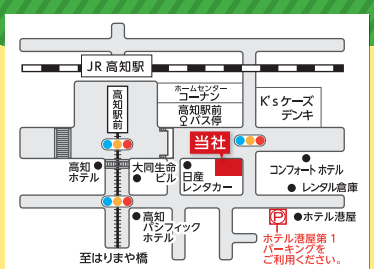 JR 高知駅
ホームセンター
コーナン
高知駅前
バス停
K'sケーズ
デンキ
高知駅前
当社
高知
ホテル
大同生命
ビル
日産
レンタカー
コンフォートホテル
レンタル倉庫
高知
パシフィック
ホテル
P
ホテル港屋
ホテル港屋第1
パーキングを
ご利用ください。
至はりまや橋